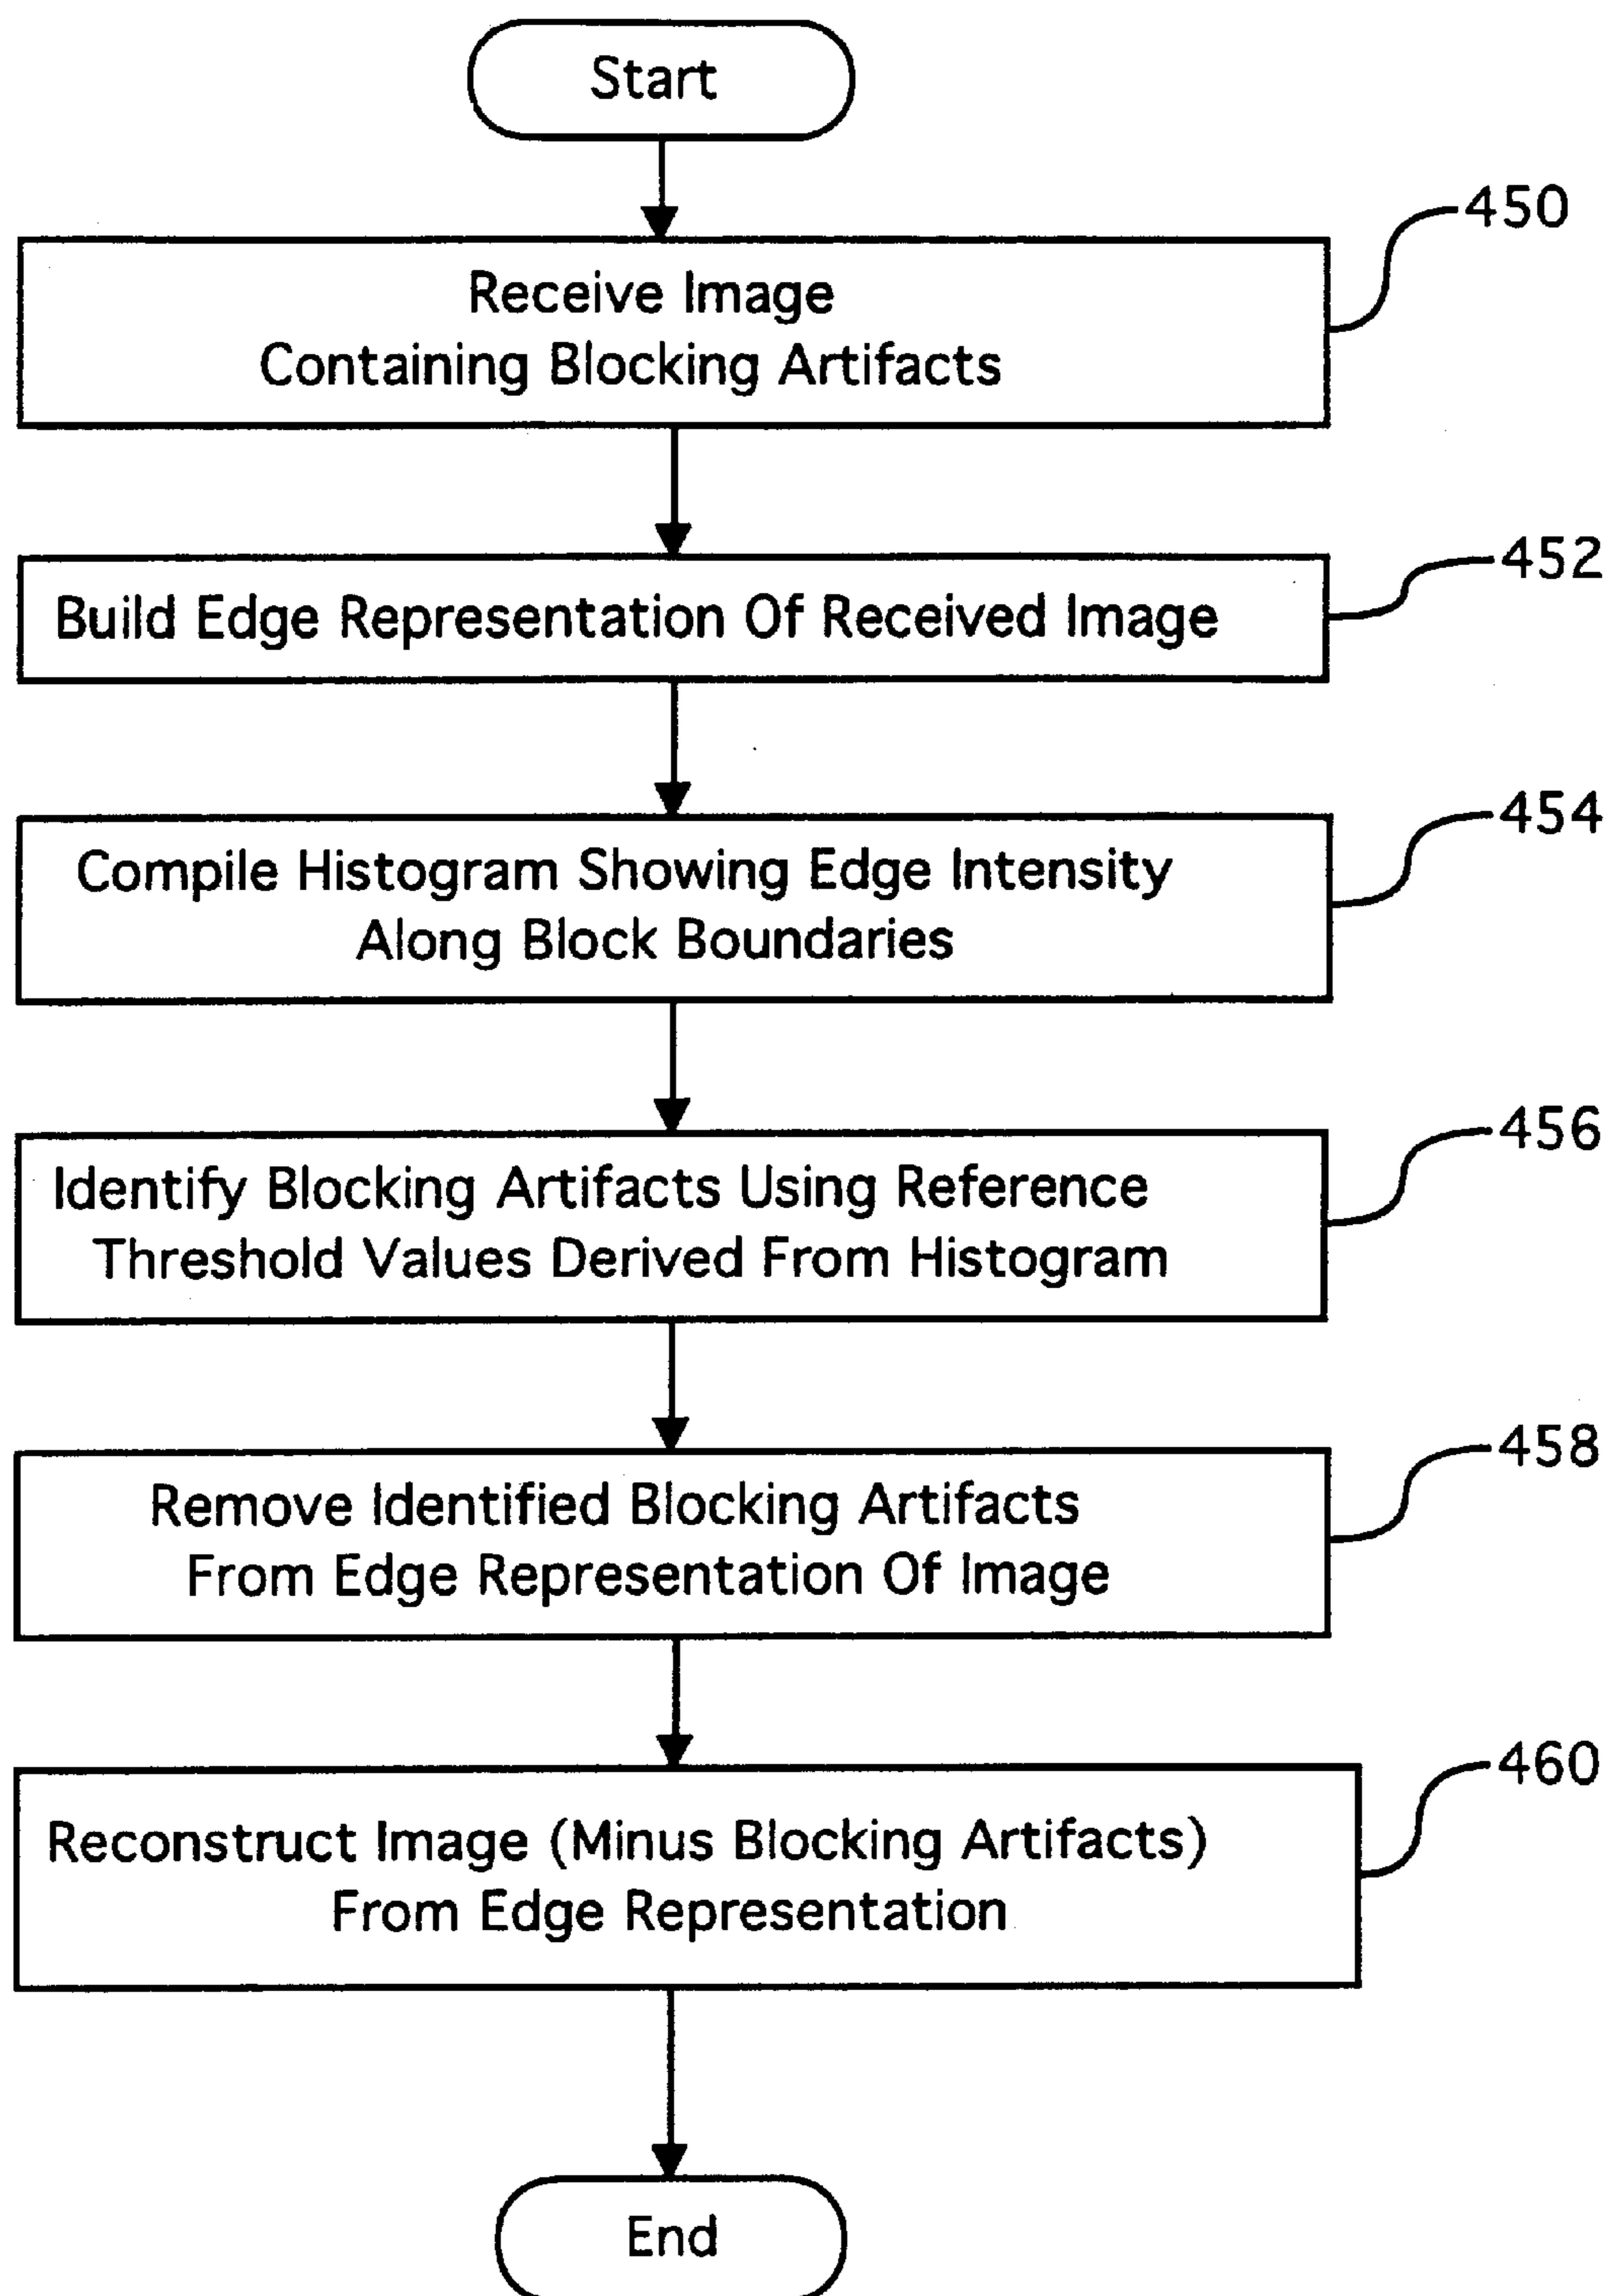 Start
450
Receive Image
Containing Blocking Artifacts
452
Build Edge Representation Of Received Image
454
Compile Histogram Showing Edge Intensity
Along Block Boundaries
456
Identify Blocking Artifacts Using Reference
Threshold Values Derived From Histogram
458
Remove Identified Blocking Artifacts
From Edge Representation Of Image
460
Reconstruct Image (Minus Blocking Artifacts)
From Edge Representation
End